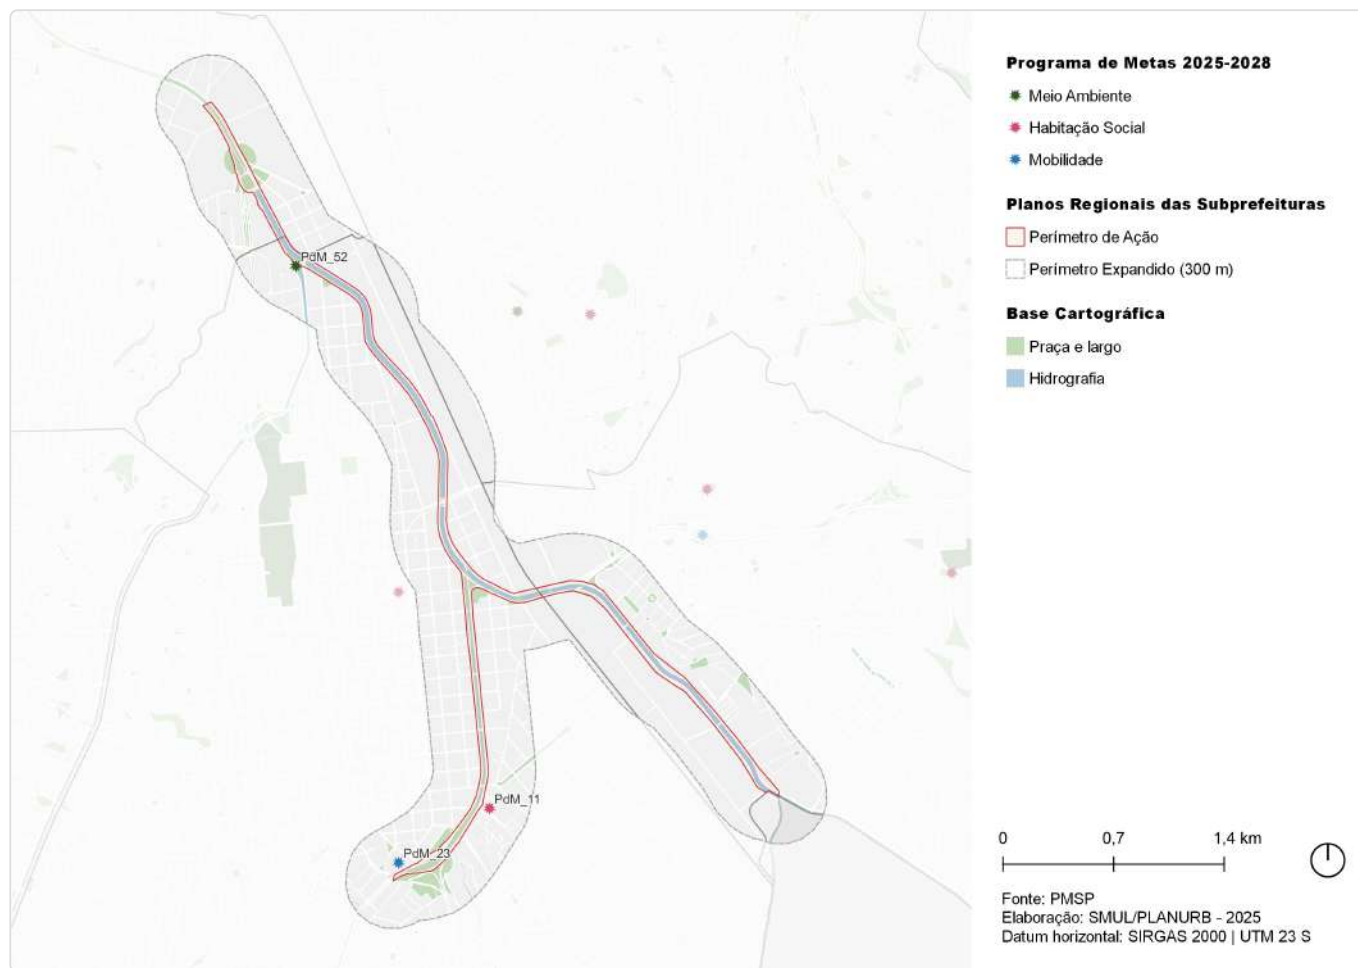 Programa de Metas 2025-2028
Meio Ambiente
Habitação Social
Mobilidade
Planos Regionais das Subprefeituras
Perímetro de Ação
Perímetro Expandido (300 m)
Base Cartográfica
Praça e largo
Hidrografia
PdM_52
PdM_11
PdM_23
0 0,7 1,4 km
Fonte: PMSP
Elaboração: SMUL/PLANURB - 2025
Datum horizontal: SIRGAS 2000 | UTM 23 S